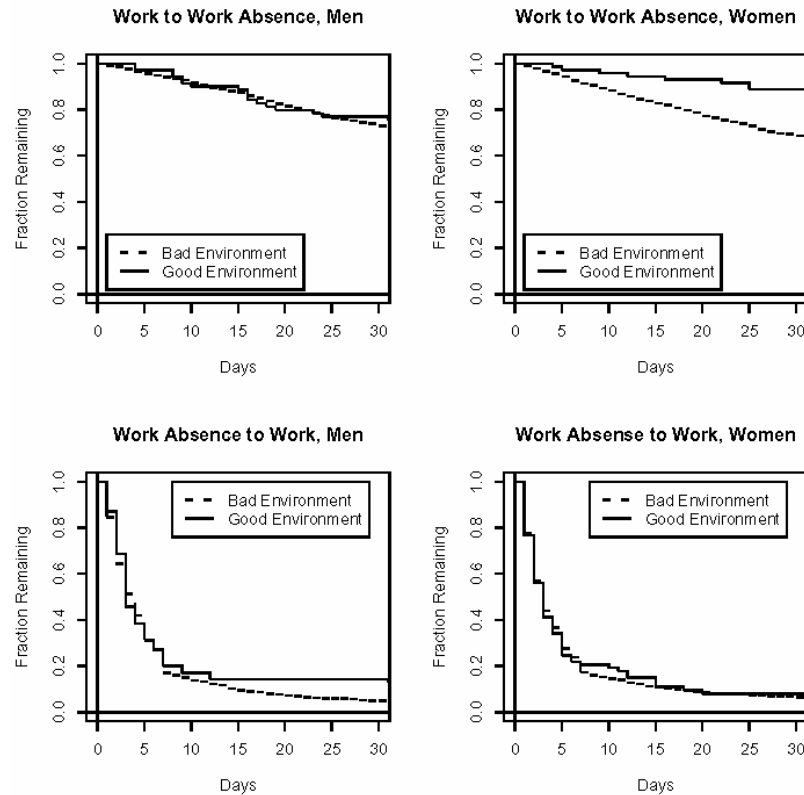 Work to Work Absence, Men
Fraction Remaining
1.0
0.8
0.6
0.4
0.2
0.0
Bad Environment
Good Environment
0 5 10 15 20 25 30
Days
Work to Work Absence, Women
Fraction Remaining
1.0
0.8
0.6
0.4
0.2
0.0
Bad Environment
Good Environment
0 5 10 15 20 25 30
Days
Work Absence to Work, Men
Fraction Remaining
1.0
0.8
0.6
0.4
0.2
0.0
Bad Environment
Good Environment
0 5 10 15 20 25 30
Days
Work Absense to Work, Women
Fraction Remaining
1.0
0.8
0.6
0.4
0.2
0.0
Bad Environment
Good Environment
0 5 10 15 20 25 30
Days